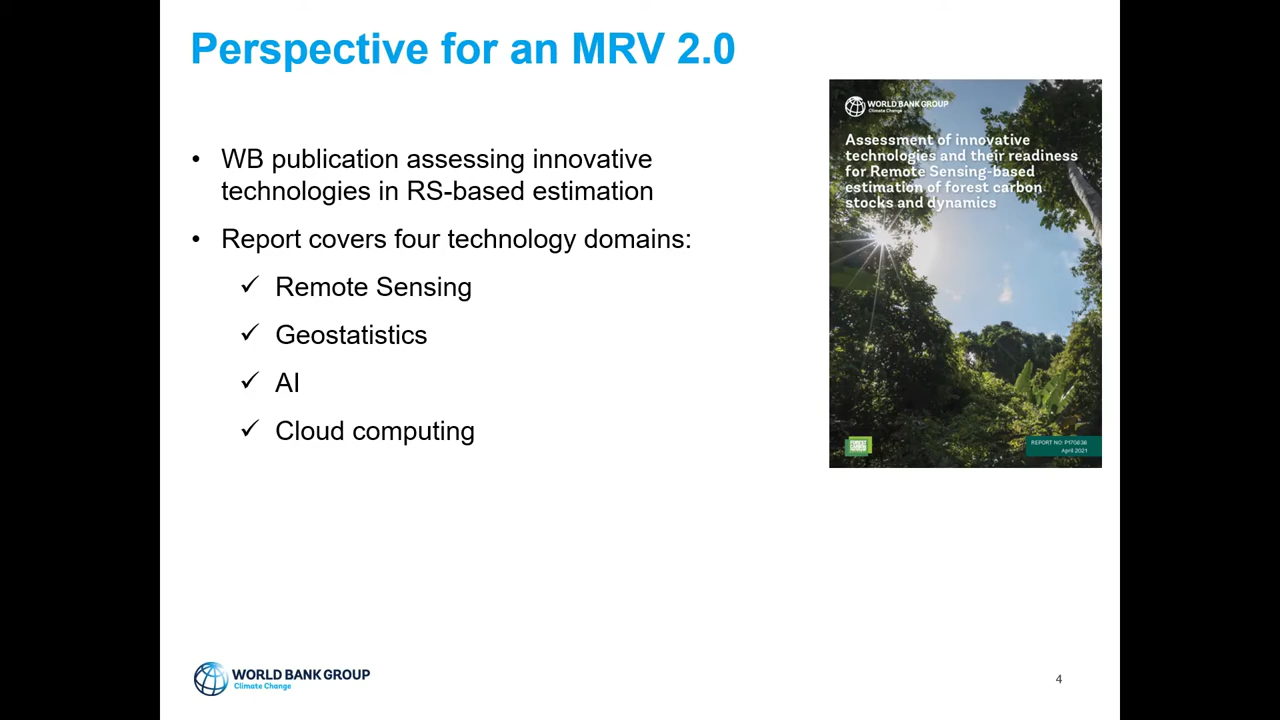 Perspective for an MRV 2.0
• WB publication assessing innovative
technologies in RS-based estimation
• Report covers four technology domains:
✓ Remote Sensing
✓ Geostatistics
✓ AI
✓ Cloud computing
WORLD BANK GROUP
Climate Change
Assessment of innovative
technologies and their readiness
for Remote Sensing-based
estimation of forest carbon
stocks and dynamics
REPORT NO: P170638
April 2021
WORLD BANK GROUP
Climate Change
4